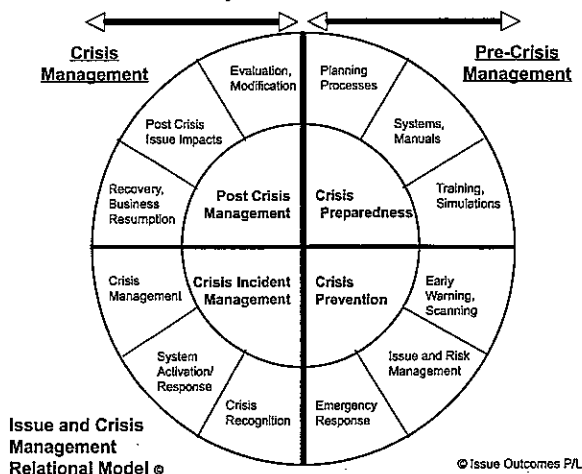 Crisis
Management
Pre-Crisis
Management
Evaluation,
Modification
Planning
Processes
Post Crisis
Issue Impacts
Systems,
Manuals
Recovery,
Business
Resumption
Post Crisis
Management
Crisis
Preparedness
Training,
Simulations
Crisis
Management
Crisis Incident
Management
Crisis
Prevention
Early
Warning,
Scanning
System
Activation/
Response
Issue and Risk
Management
Crisis
Recognition
Emergency
Response
Issue and Crisis
Management
Relational Model ©
© Issue Outcomes P/L